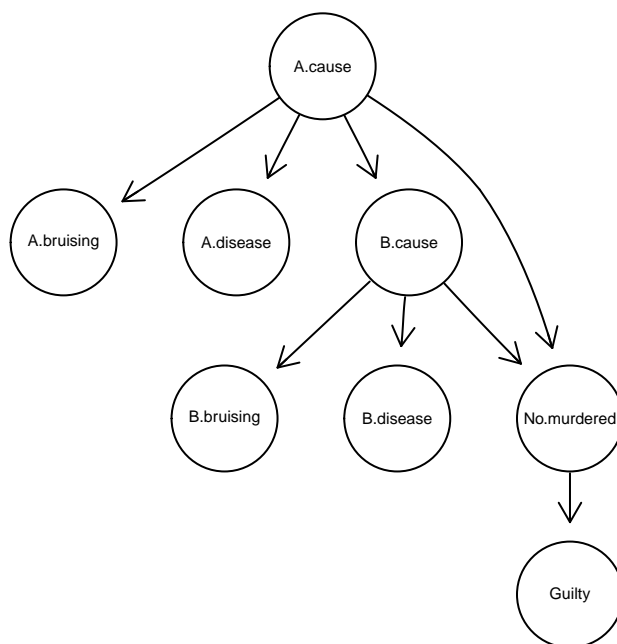 A.cause
A.bruising
A.disease
B.cause
B.bruising
B.disease
No.murdered
Guilty